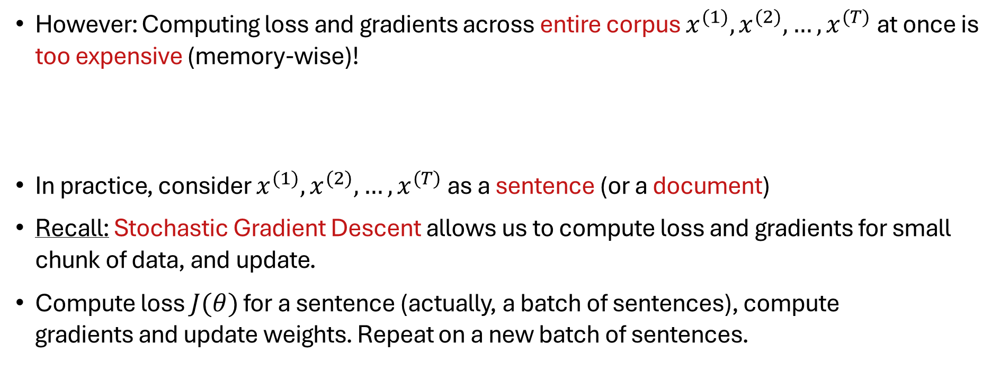 • However: Computing loss and gradients across entire corpus x⁽¹⁾, x⁽²⁾, … , x⁽ᵀ⁾ at once is
too expensive (memory-wise)!
• In practice, consider x⁽¹⁾, x⁽²⁾, … , x⁽ᵀ⁾ as a sentence (or a document)
• Recall: Stochastic Gradient Descent allows us to compute loss and gradients for small
chunk of data, and update.
• Compute loss J(θ) for a sentence (actually, a batch of sentences), compute
gradients and update weights. Repeat on a new batch of sentences.